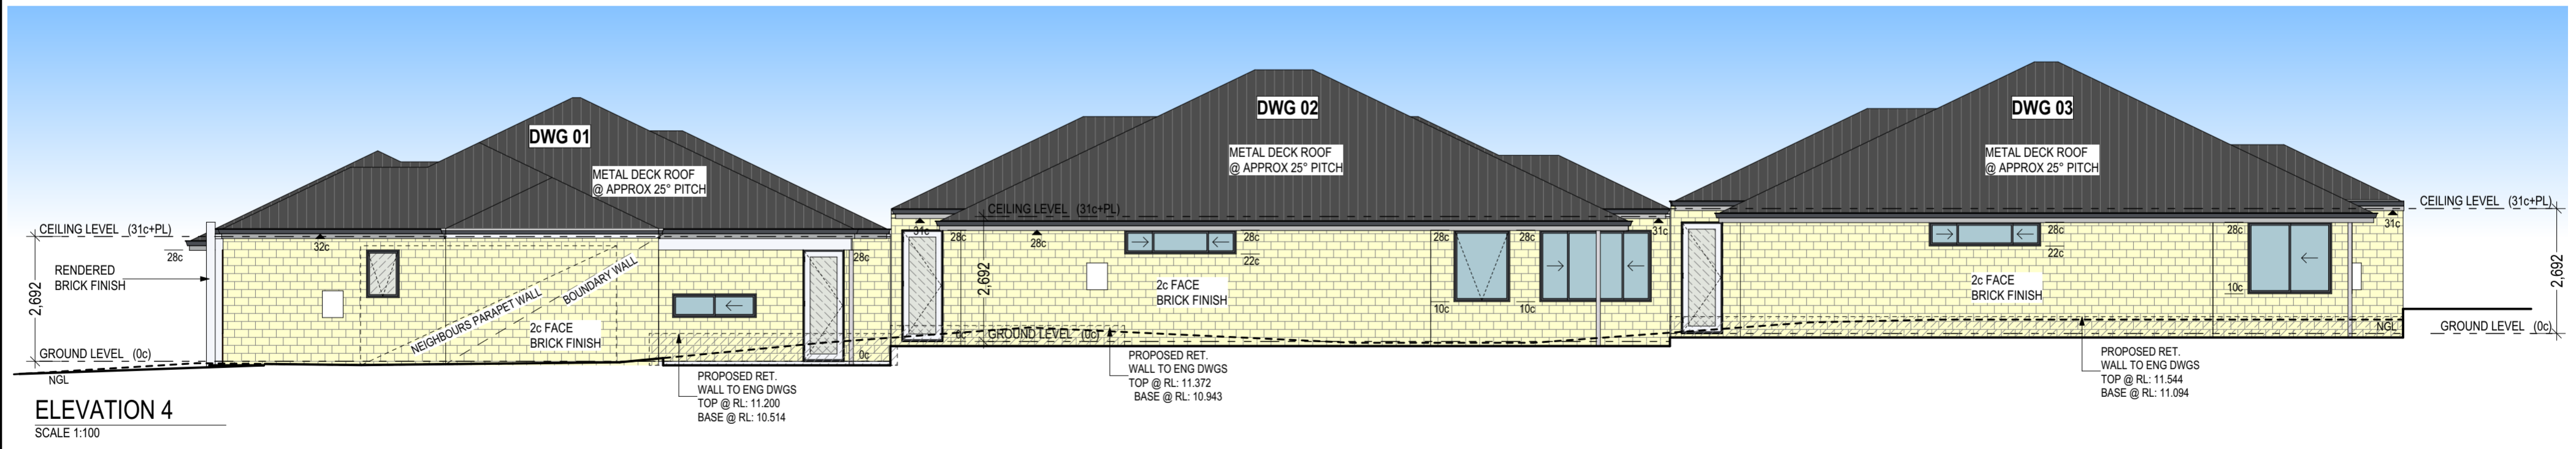 DWG 01
METAL DECK ROOF
@ APPROX 25° PITCH
CEILING LEVEL (31c+PL)
32c
28c
RENDERED
BRICK FINISH
2,692
NEIGHBOURS PARAPET WALL
BOUNDARY WALL
2c FACE
BRICK FINISH
28c
GROUND LEVEL (0c)
0c
NGL
PROPOSED RET.
WALL TO ENG DWGS
TOP @ RL: 11.200
BASE @ RL: 10.514
ELEVATION 4
SCALE 1:100
DWG 02
METAL DECK ROOF
@ APPROX 25° PITCH
CEILING LEVEL (31c+PL)
31c
28c
28c
28c
22c
28c
28c
31c
2,692
2c FACE
BRICK FINISH
10c
10c
0c
GROUND LEVEL (0c)
PROPOSED RET.
WALL TO ENG DWGS
TOP @ RL: 11.372
BASE @ RL: 10.943
DWG 03
METAL DECK ROOF
@ APPROX 25° PITCH
CEILING LEVEL (31c+PL)
31c
28c
22c
28c
2c FACE
BRICK FINISH
10c
2,692
NGL
GROUND LEVEL (0c)
PROPOSED RET.
WALL TO ENG DWGS
TOP @ RL: 11.544
BASE @ RL: 11.094